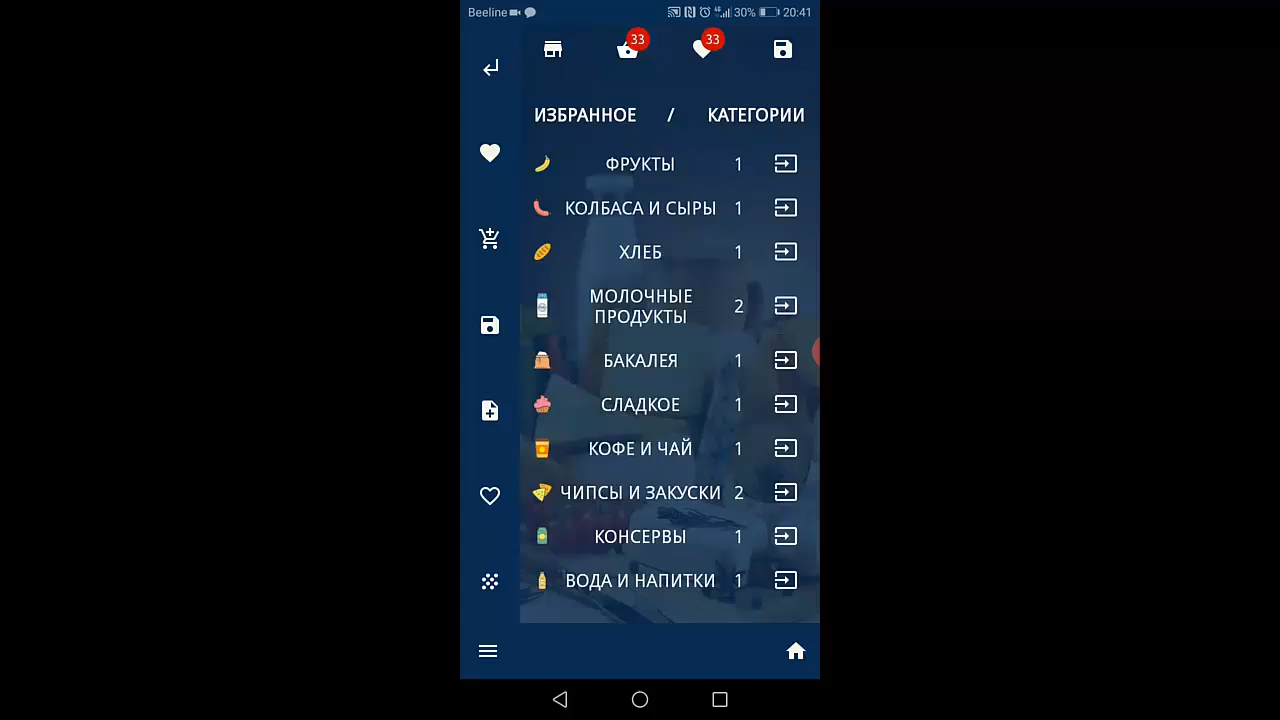 Beeline 4G 30% 20:41
33 33
ИЗБРАННОЕ / КАТЕГОРИИ
ФРУКТЫ 1
КОЛБАСА И СЫРЫ 1
ХЛЕБ 1
МОЛОЧНЫЕ
ПРОДУКТЫ 2
БАКАЛЕЯ 1
СЛАДКОЕ 1
КОФЕ И ЧАЙ 1
ЧИПСЫ И ЗАКУСКИ 2
КОНСЕРВЫ 1
ВОДА И НАПИТКИ 1